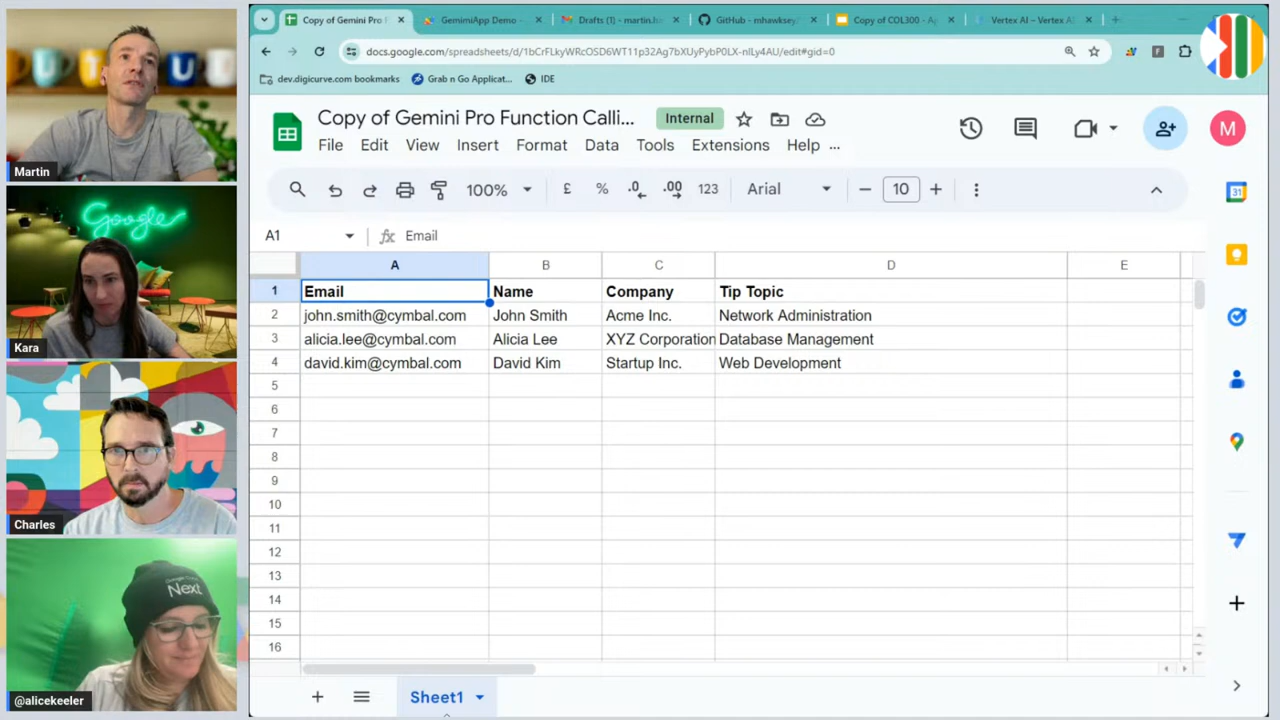 Copy of Gemini Pro F
GemimiApp Demo -
Drafts (1) - martin.h
GitHub - mhawksey/
Copy of COL300 - Ap
Vertex AI – Vertex A
docs.google.com/spreadsheets/d/1bCrFLkyWRcOSD6WT11p32Ag7bXUyPybP0LX-nILy4AU/edit#gid=0
dev.digicurve.com bookmarks
Grab n Go Applicat...
IDE
Copy of Gemini Pro Function Calli...
Internal
M
File Edit View Insert Format Data Tools Extensions Help ...
100% £ % .0 .00 123 Arial 10
31
A1 fx Email
A B C D E
1 Email Name Company Tip Topic
2 john.smith@cymbal.com John Smith Acme Inc. Network Administration
3 alicia.lee@cymbal.com Alicia Lee XYZ Corporation Database Management
4 david.kim@cymbal.com David Kim Startup Inc. Web Development
5
6
7
8
9
10
11
12
13
14
15
16
Sheet1
Martin
Google
Kara
Charles
Next
@alicekeeler